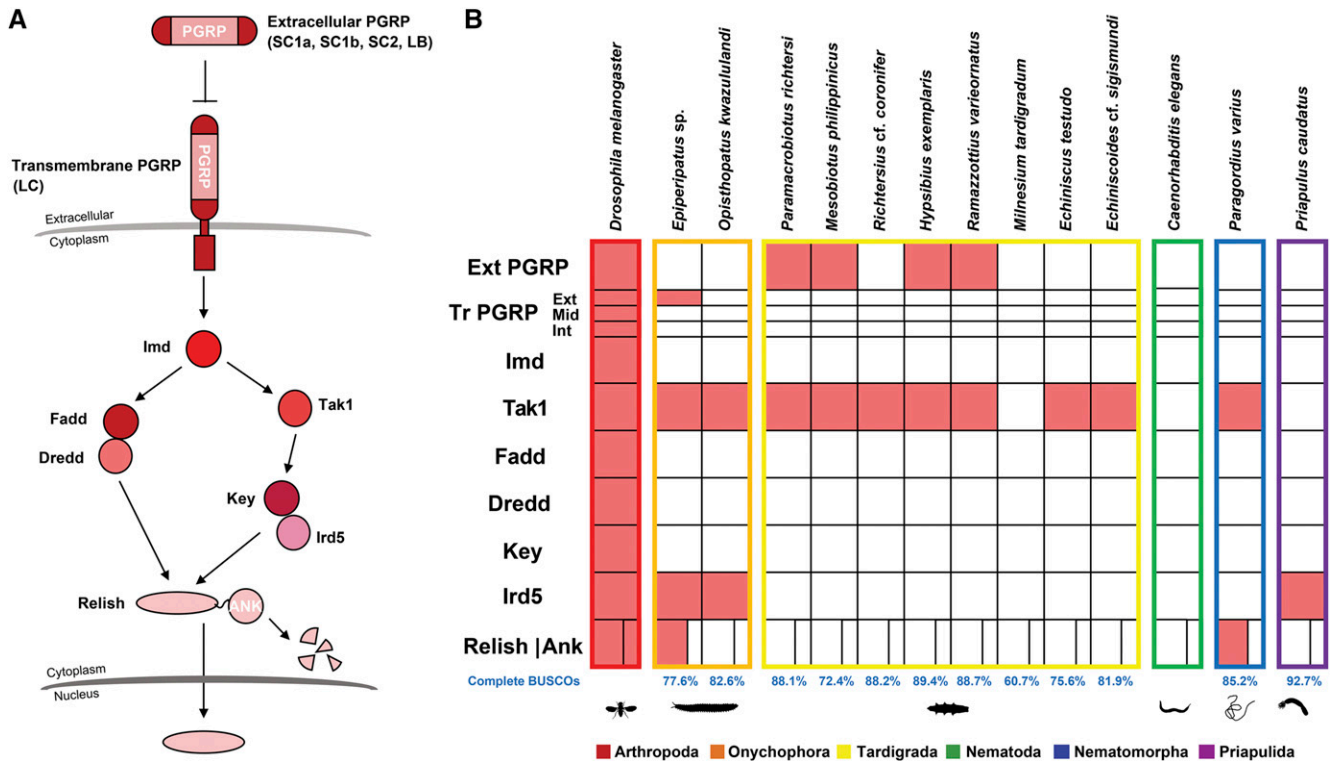 A
PGRP
Extracellular PGRP
(SC1a, SC1b, SC2, LB)
PGRP
Transmembrane PGRP
(LC)
Extracellular
Cytoplasm
Imd
Fadd
Tak1
Dredd
Key
Ird5
Relish
ANK
Cytoplasm
Nucleus
B
Drosophila melanogaster
Epiperipatus sp.
Opisthopatus kwazululandi
Paramacrobiotus richtersi
Mesobiotus philippinicus
Richtersius cf. coronifer
Hypsibius exemplaris
Ramazzottius varieornatus
Milnesium tardigradum
Echiniscus testudo
Echiniscoides cf. sigismundi
Caenorhabditis elegans
Paragordius varius
Priapulus caudatus
Ext PGRP
Tr PGRP
Ext
Mid
Int
Imd
Tak1
Fadd
Dredd
Key
Ird5
Relish |Ank
Complete BUSCOs 77.6% 82.6% 88.1% 72.4% 88.2% 89.4% 88.7% 60.7% 75.6% 81.9% 85.2% 92.7%
Arthropoda Onychophora Tardigrada Nematoda Nematomorpha Priapulida